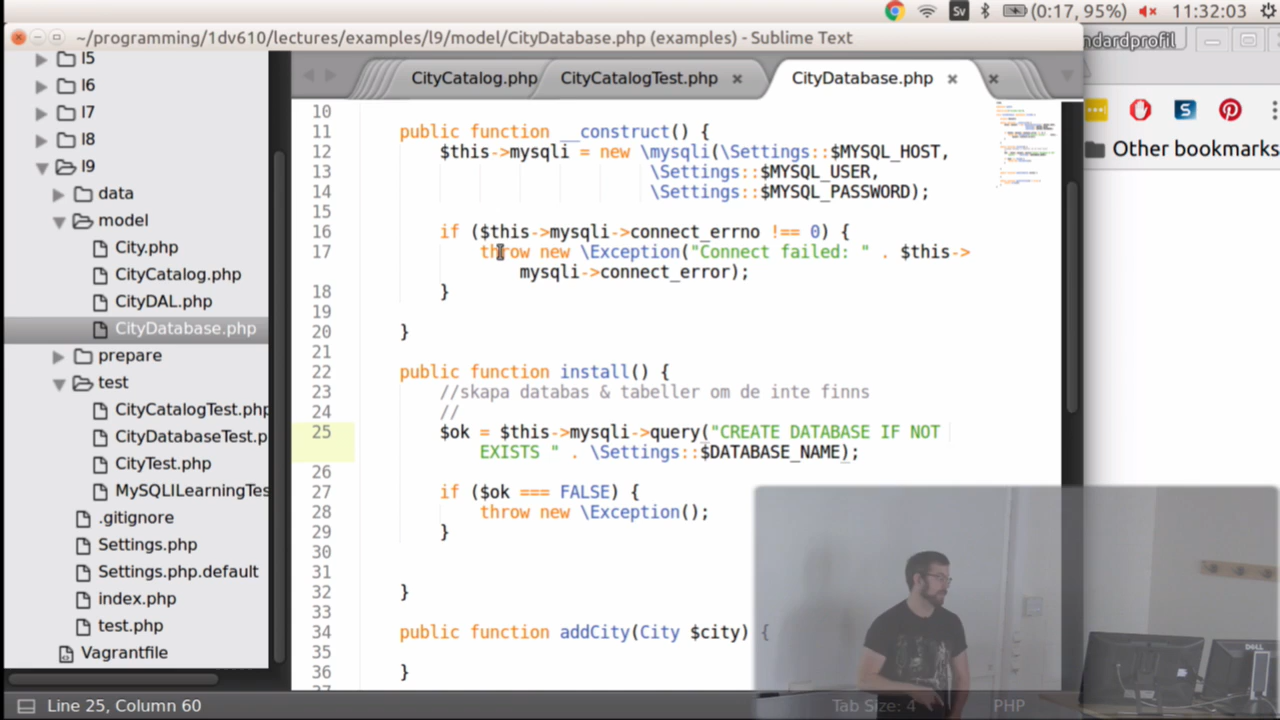 Sv
(0:17, 95%)
11:32:03
~/programming/1dv610/lectures/examples/l9/model/CityDatabase.php (examples) - Sublime Text
ndardprofil
l5
l6
l7
l8
l9
data
model
City.php
CityCatalog.php
CityDAL.php
CityDatabase.php
prepare
test
CityCatalogTest.php
CityDatabaseTest.p
CityTest.php
MySQLILearningTes
.gitignore
Settings.php
Settings.php.default
index.php
test.php
Vagrantfile
CityCatalog.php
CityCatalogTest.php
CityDatabase.php
Other bookmarks
10
11 public function __construct() {
12 $this->mysqli = new \mysqli(\Settings::$MYSQL_HOST,
13 \Settings::$MYSQL_USER,
14 \Settings::$MYSQL_PASSWORD);
15
16 if ($this->mysqli->connect_errno !== 0) {
17 throw new \Exception("Connect failed: " . $this->
mysqli->connect_error);
18 }
19
20 }
21
22 public function install() {
23 //skapa databas & tabeller om de inte finns
24 //
25 $ok = $this->mysqli->query("CREATE DATABASE IF NOT
EXISTS " . \Settings::$DATABASE_NAME);
26
27 if ($ok === FALSE) {
28 throw new \Exception();
29 }
30
31
32 }
33
34 public function addCity(City $city) {
35
36 }
Line 25, Column 60
Tab Size: 4
PHP
DELL